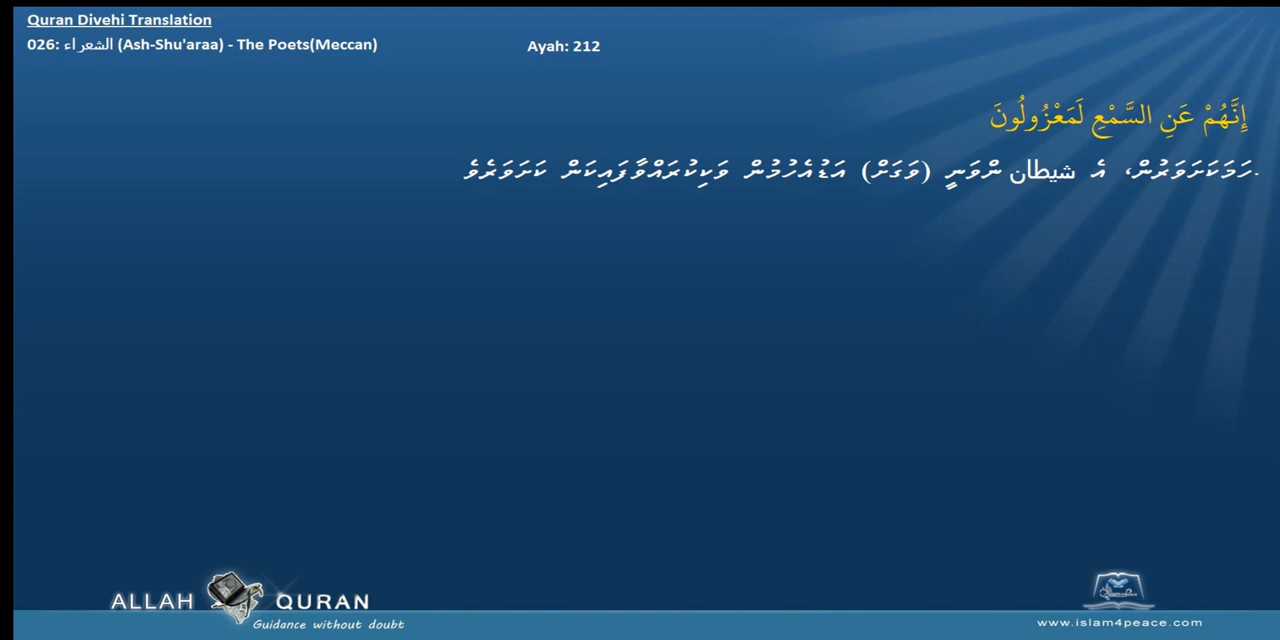 Quran Divehi Translation
026: الشعراء (Ash-Shu'araa) - The Poets(Meccan)
Ayah: 212
إِنَّهُمْ عَنِ السَّمْعِ لَمَعْزُولُونَ
ހަމަކަށަވަރުން، އެ شيطان ންވަނީ (ވަގަށް) އަޑުއެހުމުން ވަކިކުރައްވާފައިކަން ކަށަވަރެވެ.
ALLAH QURAN
Guidance without doubt
www.islam4peace.com